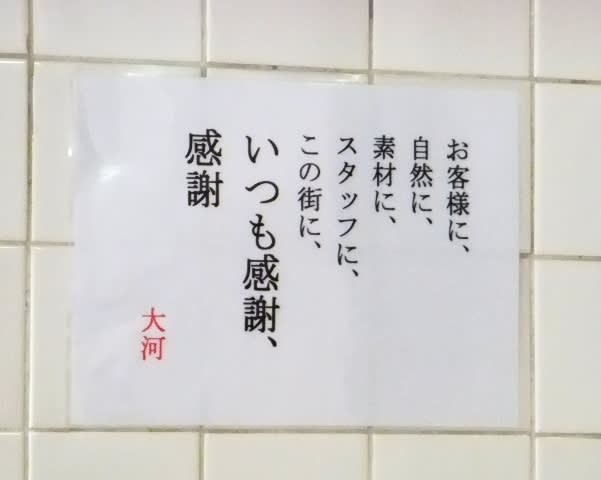 お客様に、
自然に、
素材に、
スタッフに、
この街に、
いつも感謝、
感謝
大河